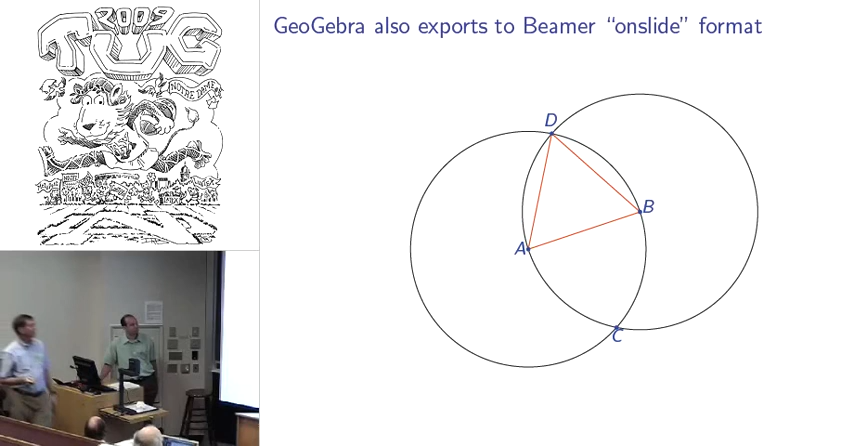 2009
TUG
NOTRE DAME
GeoGebra also exports to Beamer “onslide” format
D
B
A
C